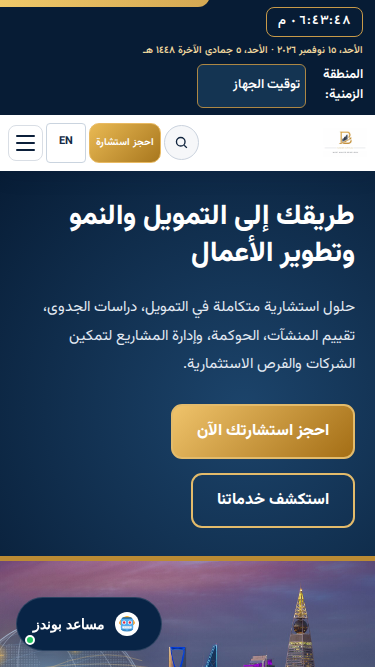 ٠٦:٤٣:٤٨ م
الأحد، ١٥ نوفمبر ٢٠٢٦ · الأحد، ٥ جمادى الآخرة ١٤٤٨ هـ
المنطقة الزمنية:
توقيت الجهاز
احجز استشارة
EN
طريقك إلى التمويل والنمو
وتطوير الأعمال
حلول استشارية متكاملة في التمويل، دراسات الجدوى،
تقييم المنشآت، الحوكمة، وإدارة المشاريع لتمكين
الشركات والفرص الاستثمارية.
احجز استشارتك الآن
استكشف خدماتنا
مساعد بوندز